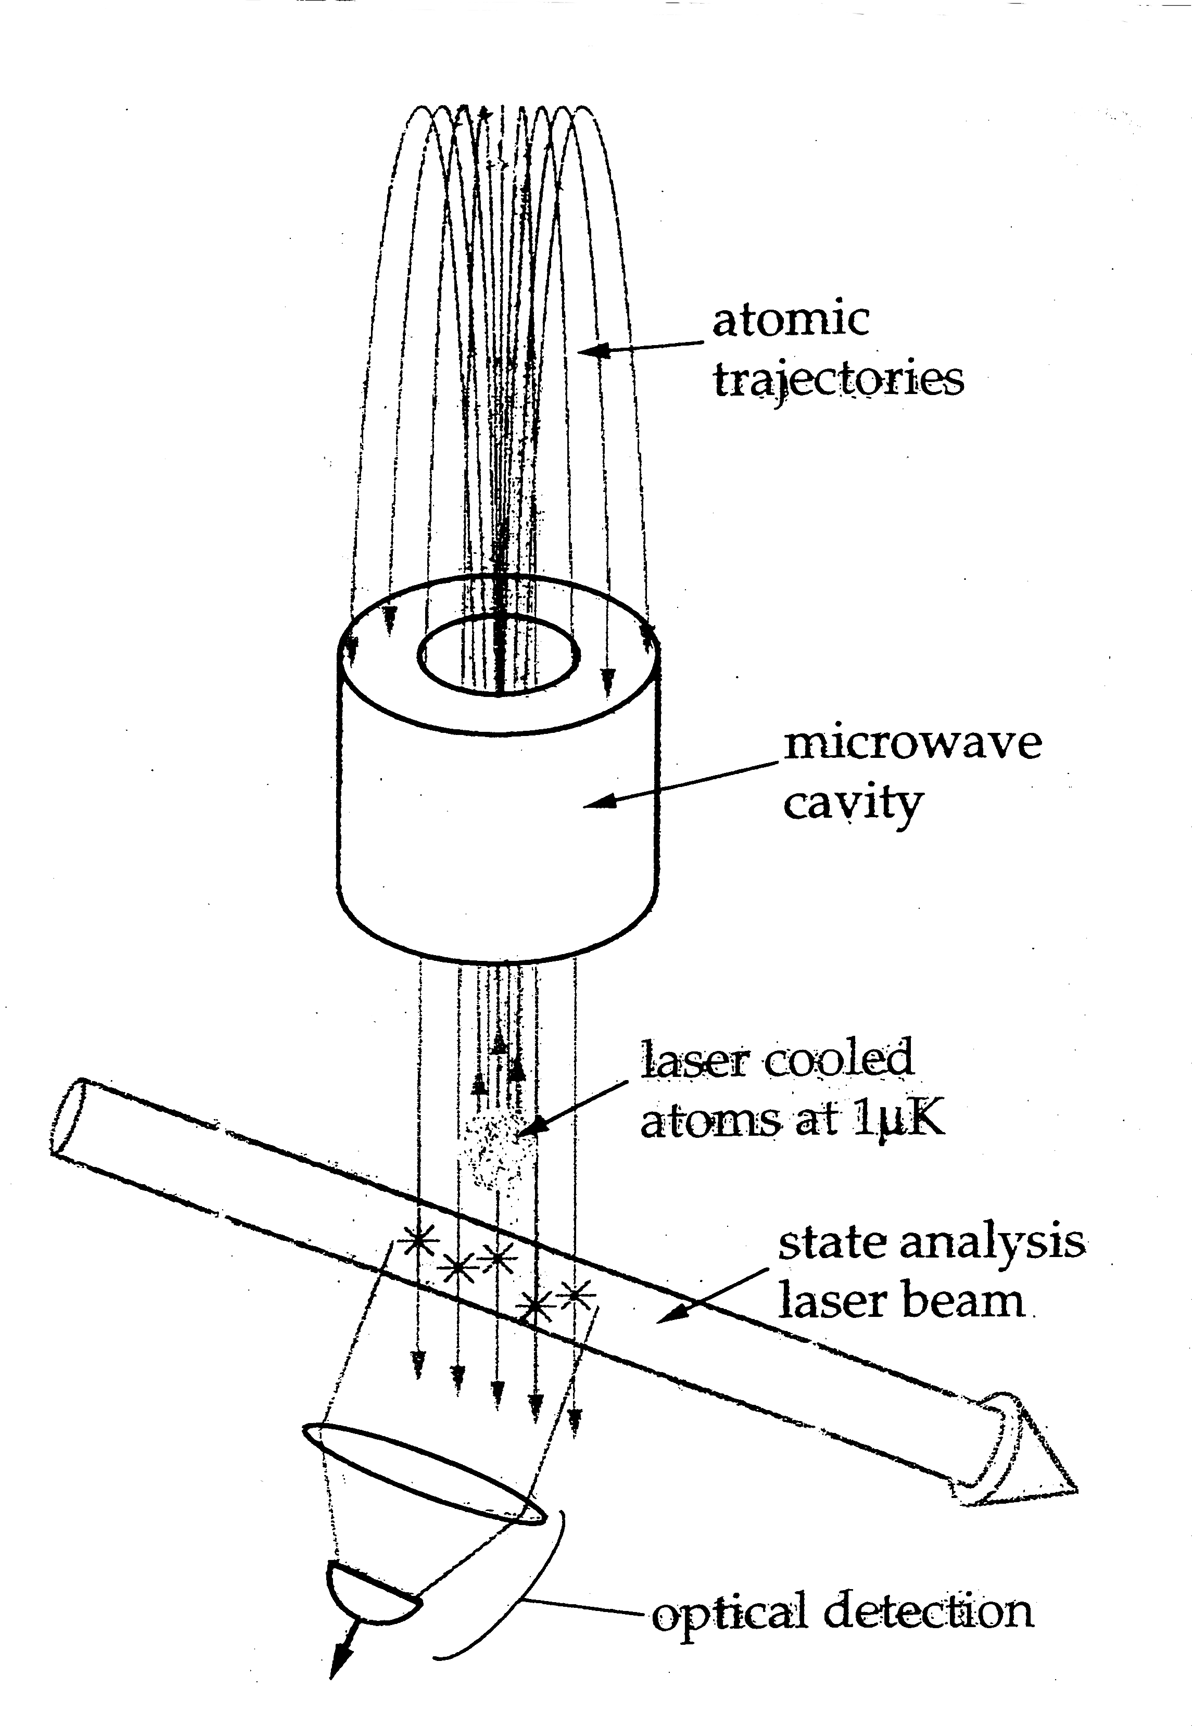 atomic
trajectories
microwave
cavity
laser cooled
atoms at 1μK
state analysis
laser beam
optical detection